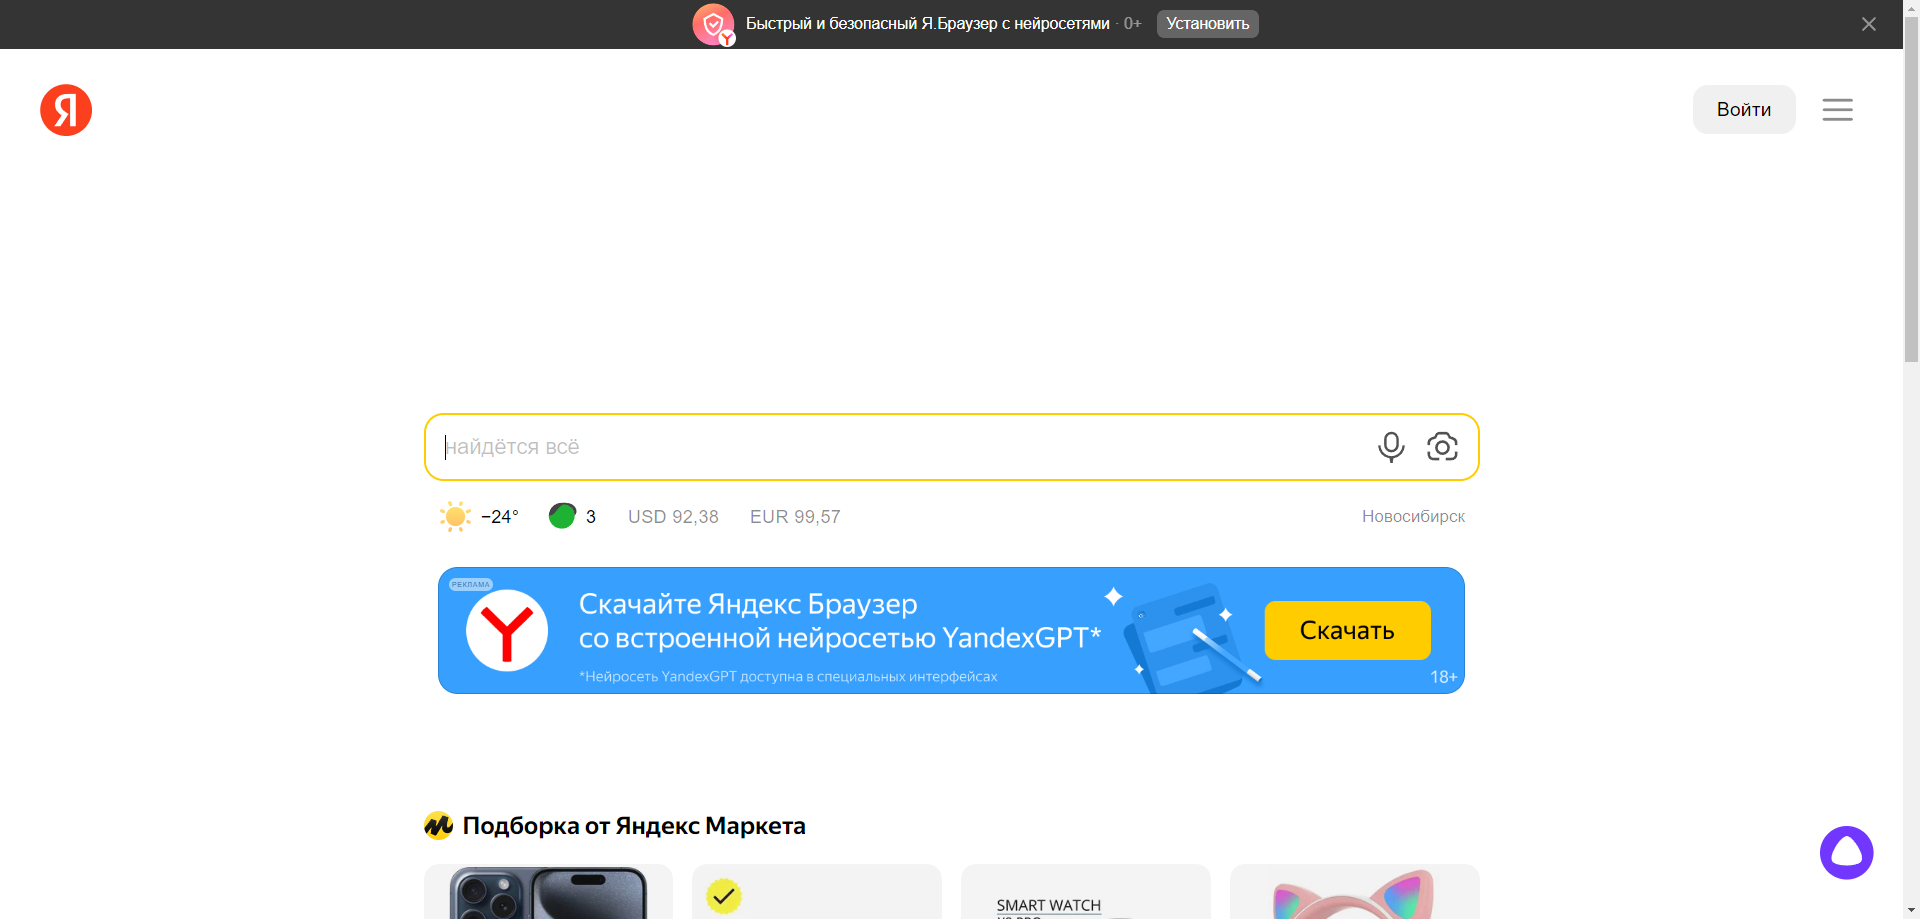 Быстрый и безопасный Я.Браузер с нейросетями · 0+
Установить
Я
Войти
найдётся всё
−24°
3
USD 92,38
EUR 99,57
Новосибирск
РЕКЛАМА
Y
Скачайте Яндекс Браузер
со встроенной нейросетью YandexGPT*
*Нейросеть YandexGPT доступна в специальных интерфейсах
Скачать
18+
Подборка от Яндекс Маркета
SMART WATCH